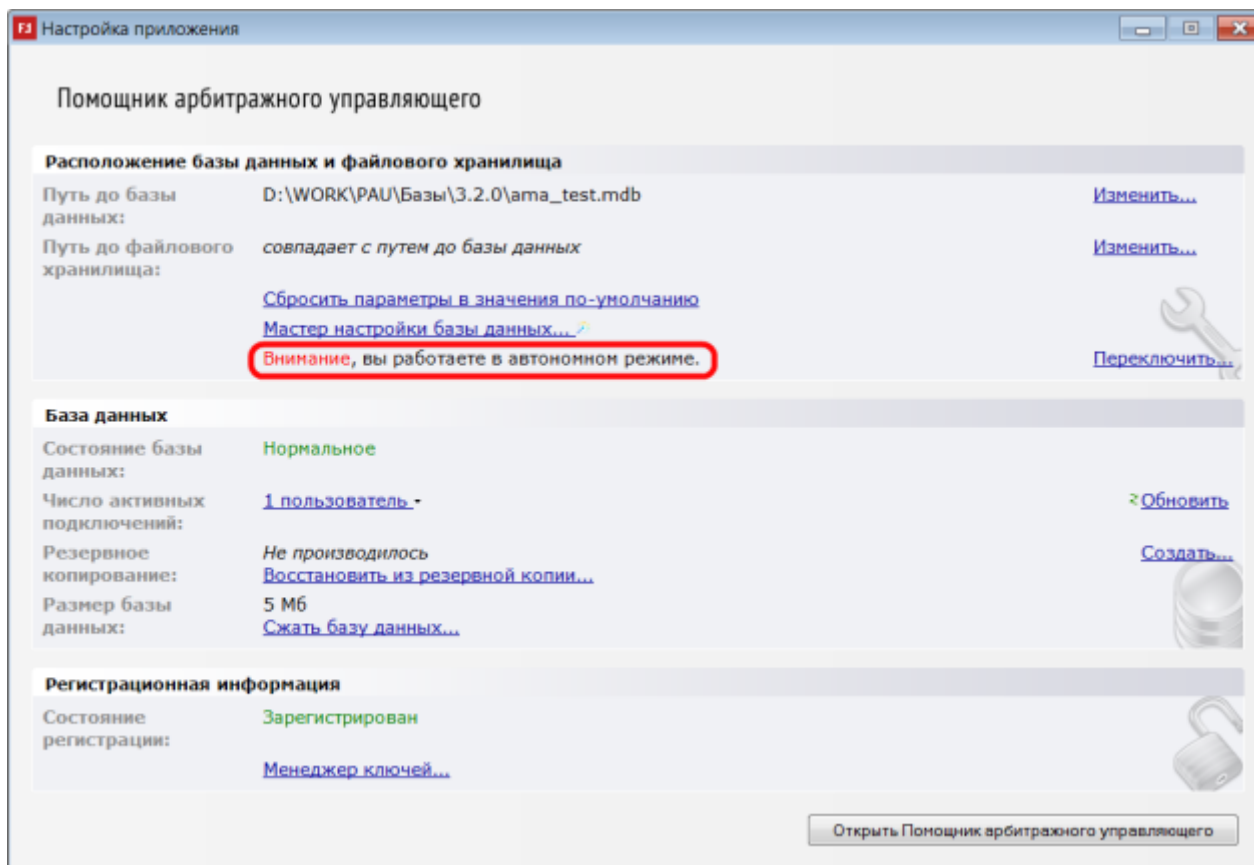 Настройка приложения
Помощник арбитражного управляющего
Расположение базы данных и файлового хранилища
Путь до базы данных:
D:\WORK\PAU\Базы\3.2.0\ama_test.mdb
Изменить...
Путь до файлового хранилища:
совпадает с путем до базы данных
Изменить...
Сбросить параметры в значения по-умолчанию
Мастер настройки базы данных...
Внимание, вы работаете в автономном режиме.
Переключить...
База данных
Состояние базы данных:
Нормальное
Число активных подключений:
1 пользователь
Обновить
Резервное копирование:
Не производилось
Создать...
Восстановить из резервной копии...
Размер базы данных:
5 Мб
Сжать базу данных...
Регистрационная информация
Состояние регистрации:
Зарегистрирован
Менеджер ключей...
Открыть Помощник арбитражного управляющего